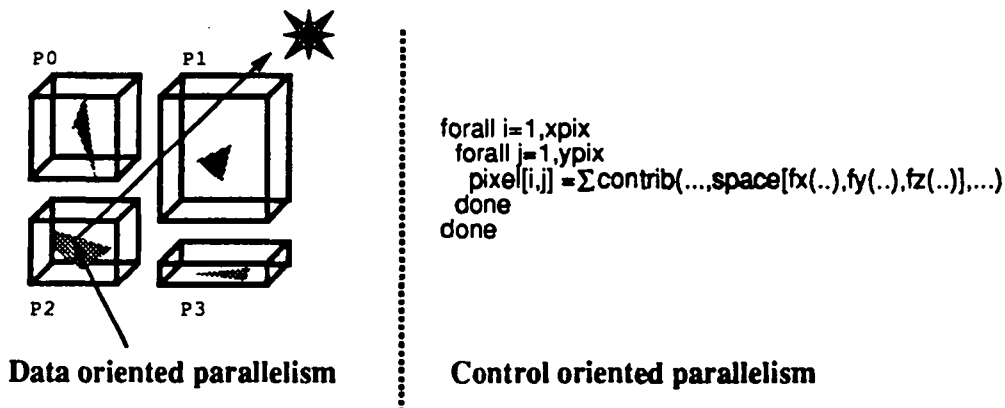 P0
P1
P2
P3
Data oriented parallelism
forall i=1,xpix
forall j=1,ypix
pixel[i,j] =∑contrib(...,space[fx(..),fy(..),fz(..)],...)
done
done
Control oriented parallelism